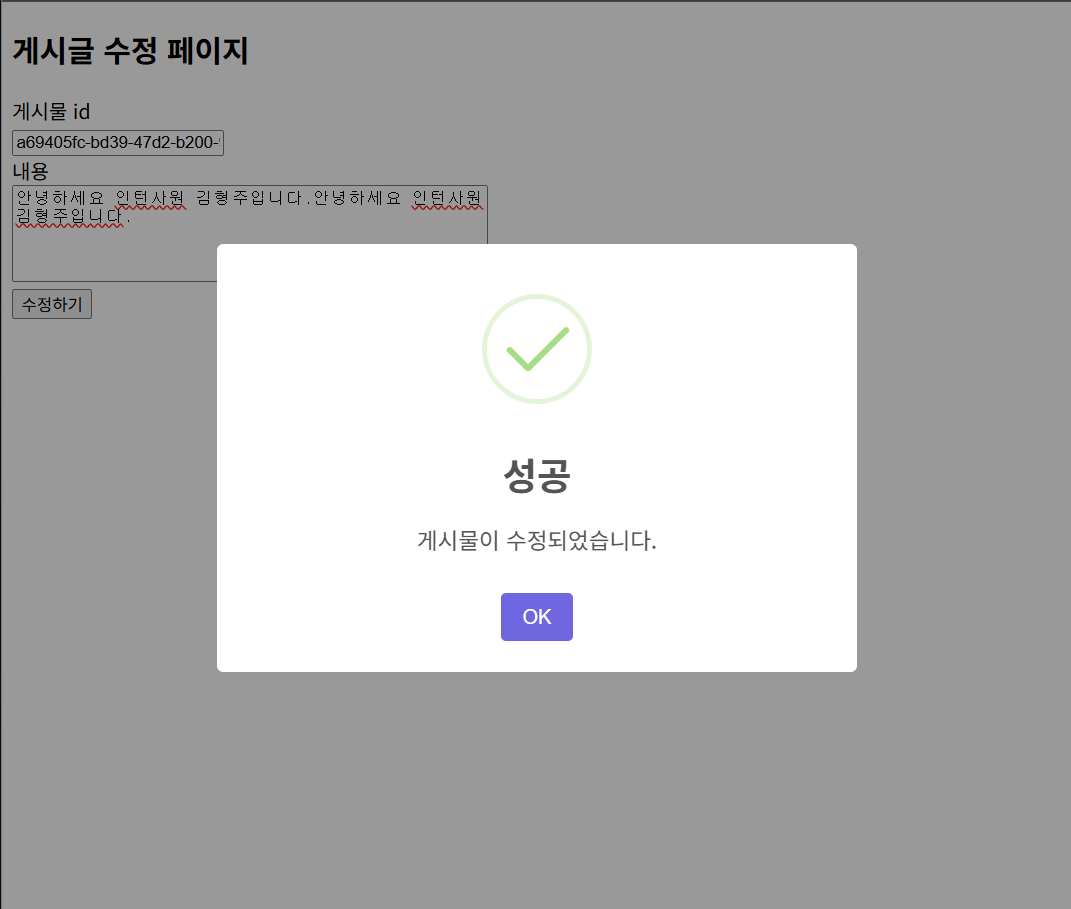 게시글 수정 페이지
게시물 id
a69405fc-bd39-47d2-b200-
내용
안녕하세요 인턴사원 김형주입니다.안녕하세요 인턴사원
김형주입니다.
수정하기
성공
게시물이 수정되었습니다.
OK